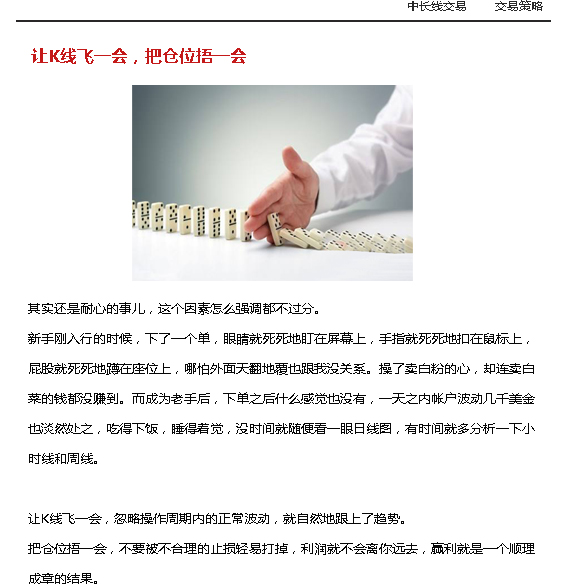 中长线交易 交易策略
让K线飞一会，把仓位捂一会
其实还是耐心的事儿，这个因素怎么强调都不过分。
新手刚入行的时候，下了一个单，眼睛就死死地盯在屏幕上，手指就死死地扣在鼠标上，
屁股就死死地蹲在座位上，哪怕外面天翻地覆也跟我没关系。操了卖白粉的心，却连卖白
菜的钱都没赚到。而成为老手后，下单之后什么感觉也没有，一天之内帐户波动几千美金
也淡然处之，吃得下饭，睡得着觉，没时间就随便看一眼日线图，有时间就多分析一下小
时线和周线。
让K线飞一会，忽略操作周期内的正常波动，就自然地跟上了趋势。
把仓位捂一会，不要被不合理的止损轻易打掉，利润就不会离你远去，赢利就是一个顺理
成章的结果。